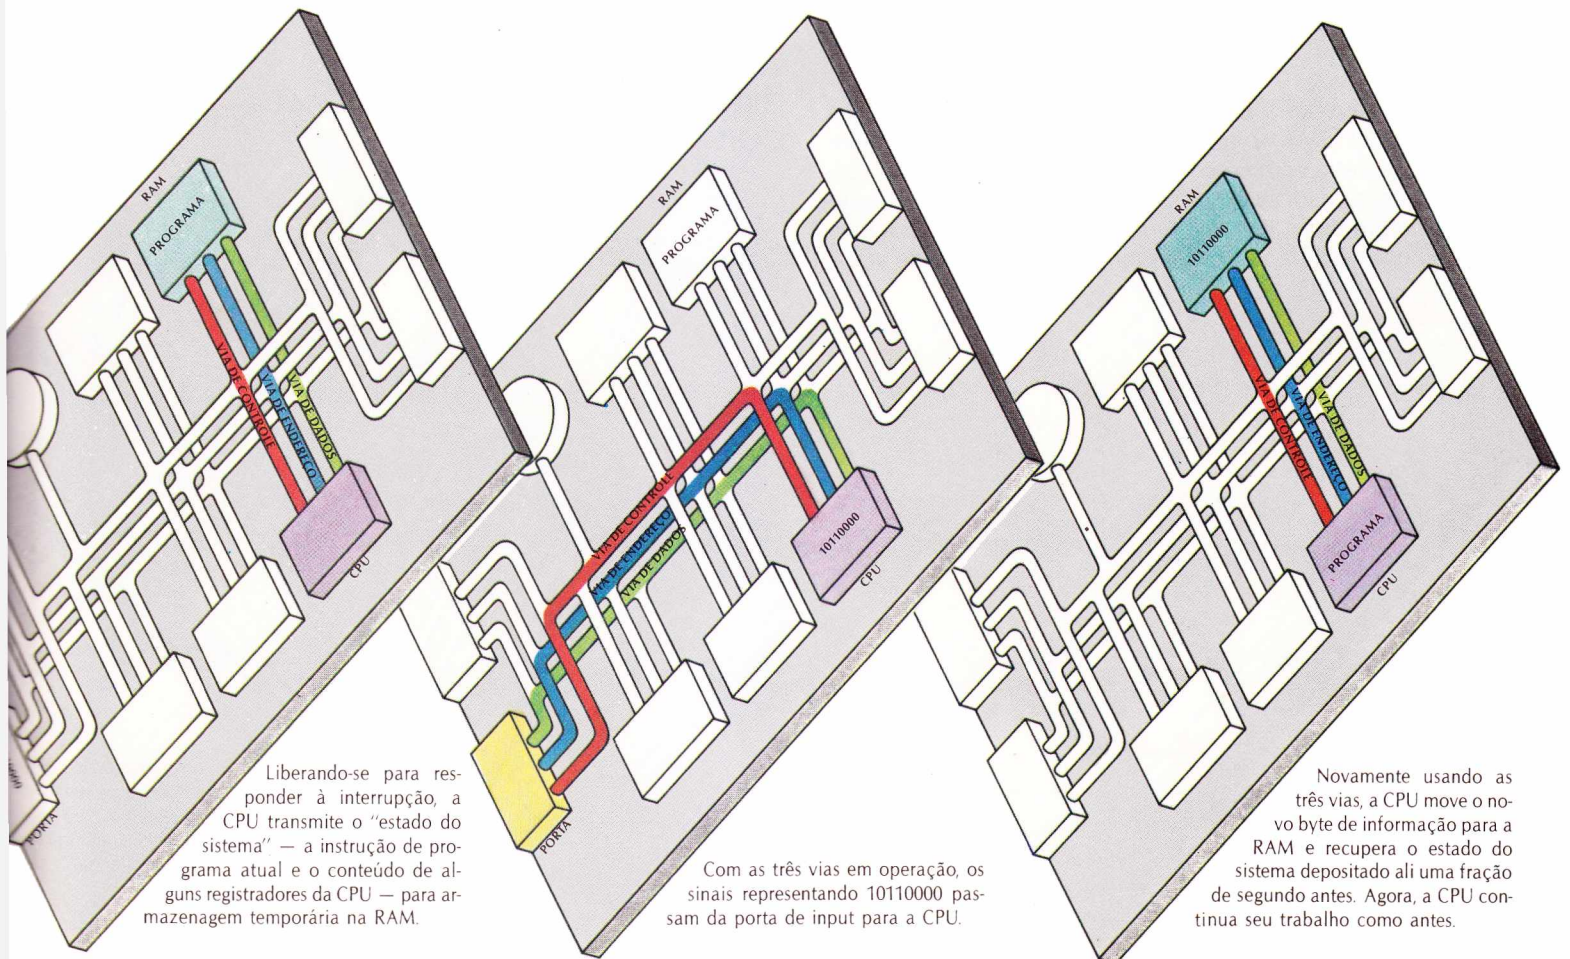 RAM
PROGRAMA
VIA DE CONTROLE
VIA DE ENDEREÇO
VIA DE DADOS
CPU
PORTA
Liberando-se para res-
ponder à interrupção, a
CPU transmite o “estado do
sistema” — a instrução de pro-
grama atual e o conteúdo de al-
guns registradores da CPU — para ar-
mazenagem temporária na RAM.
RAM
PROGRAMA
VIA DE CONTROLE
VIA DE ENDEREÇO
VIA DE DADOS
10110000
CPU
PORTA
Com as três vias em operação, os
sinais representando 10110000 pas-
sam da porta de input para a CPU.
RAM
10110000
VIA DE CONTROLE
VIA DE ENDEREÇO
VIA DE DADOS
PROGRAMA
CPU
Novamente usando as
três vias, a CPU move o no-
vo byte de informação para a
RAM e recupera o estado do
sistema depositado ali uma fração
de segundo antes. Agora, a CPU con-
tinua seu trabalho como antes.